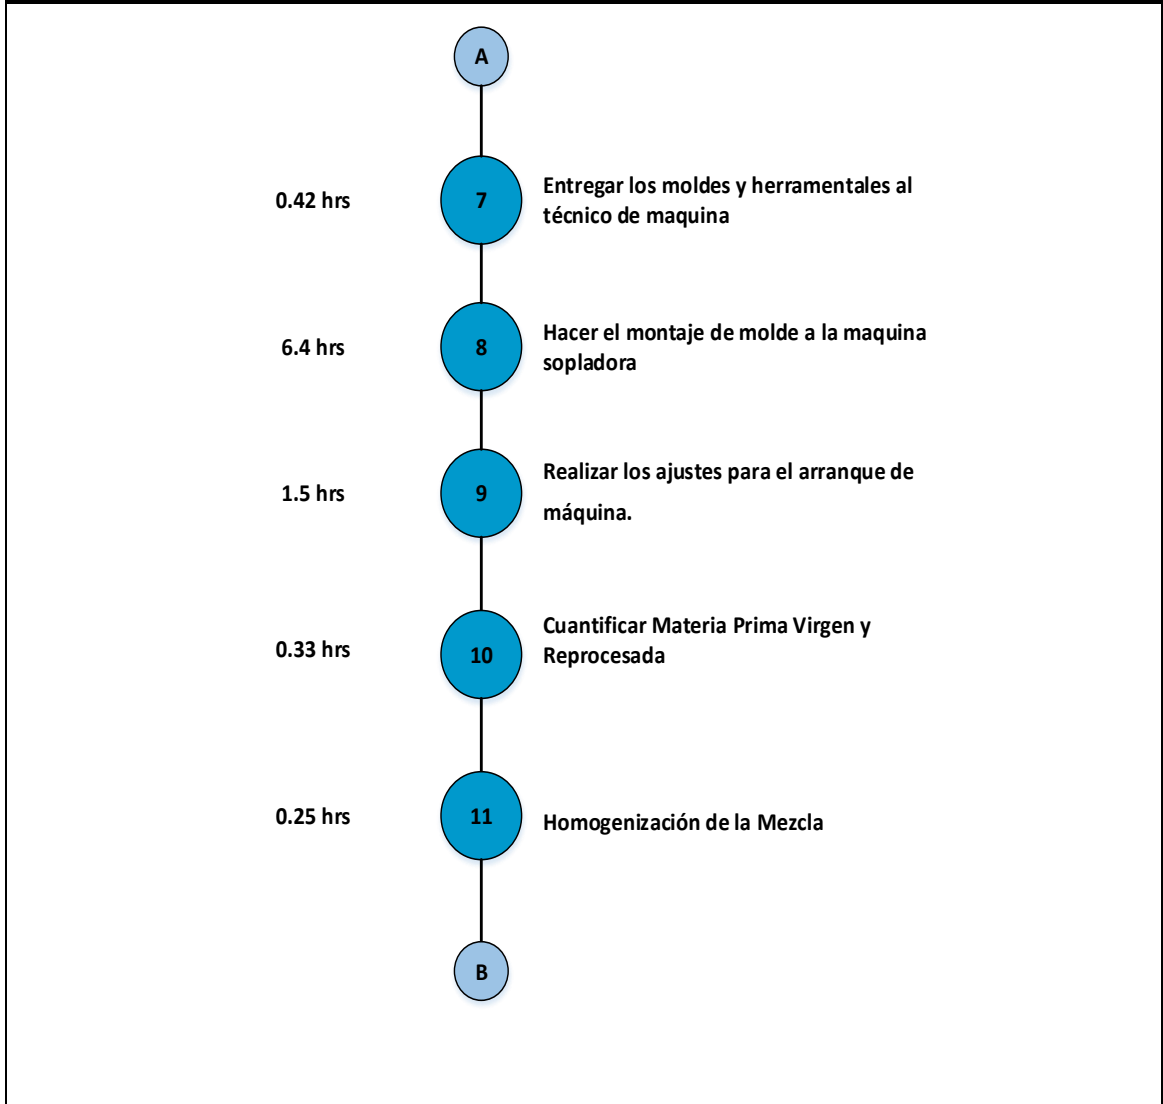 A
0.42 hrs
7
Entregar los moldes y herramentales al
técnico de maquina
6.4 hrs
8
Hacer el montaje de molde a la maquina
sopladora
1.5 hrs
9
Realizar los ajustes para el arranque de
máquina.
0.33 hrs
10
Cuantificar Materia Prima Virgen y
Reprocesada
0.25 hrs
11
Homogenización de la Mezcla
B